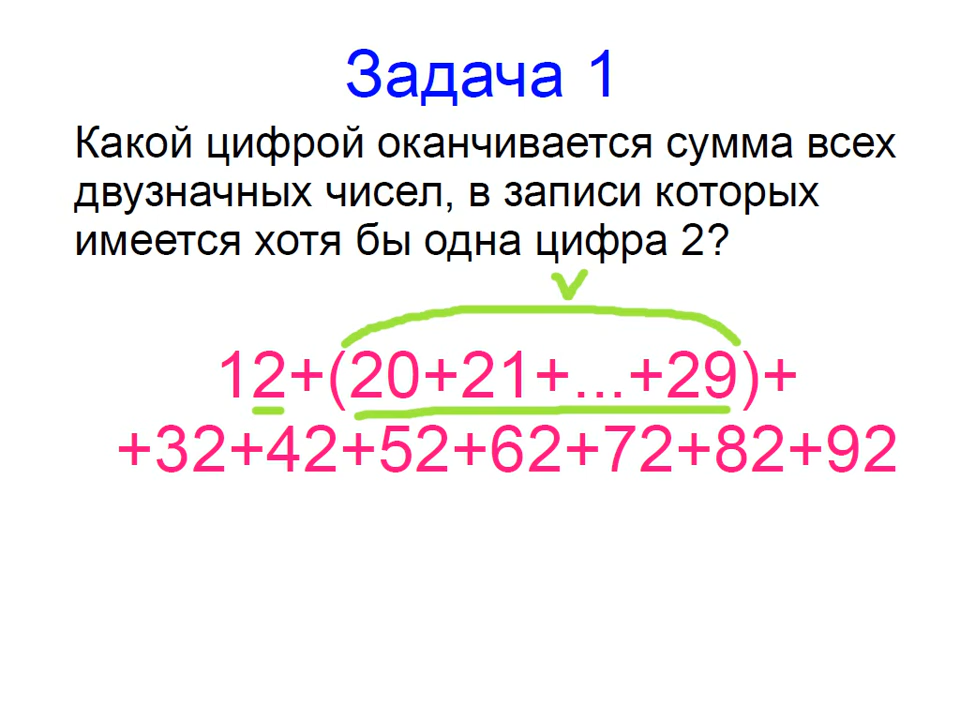 Задача 1
Какой цифрой оканчивается сумма всех
двузначных чисел, в записи которых
имеется хотя бы одна цифра 2?
12+(20+21+...+29)+
+32+42+52+62+72+82+92